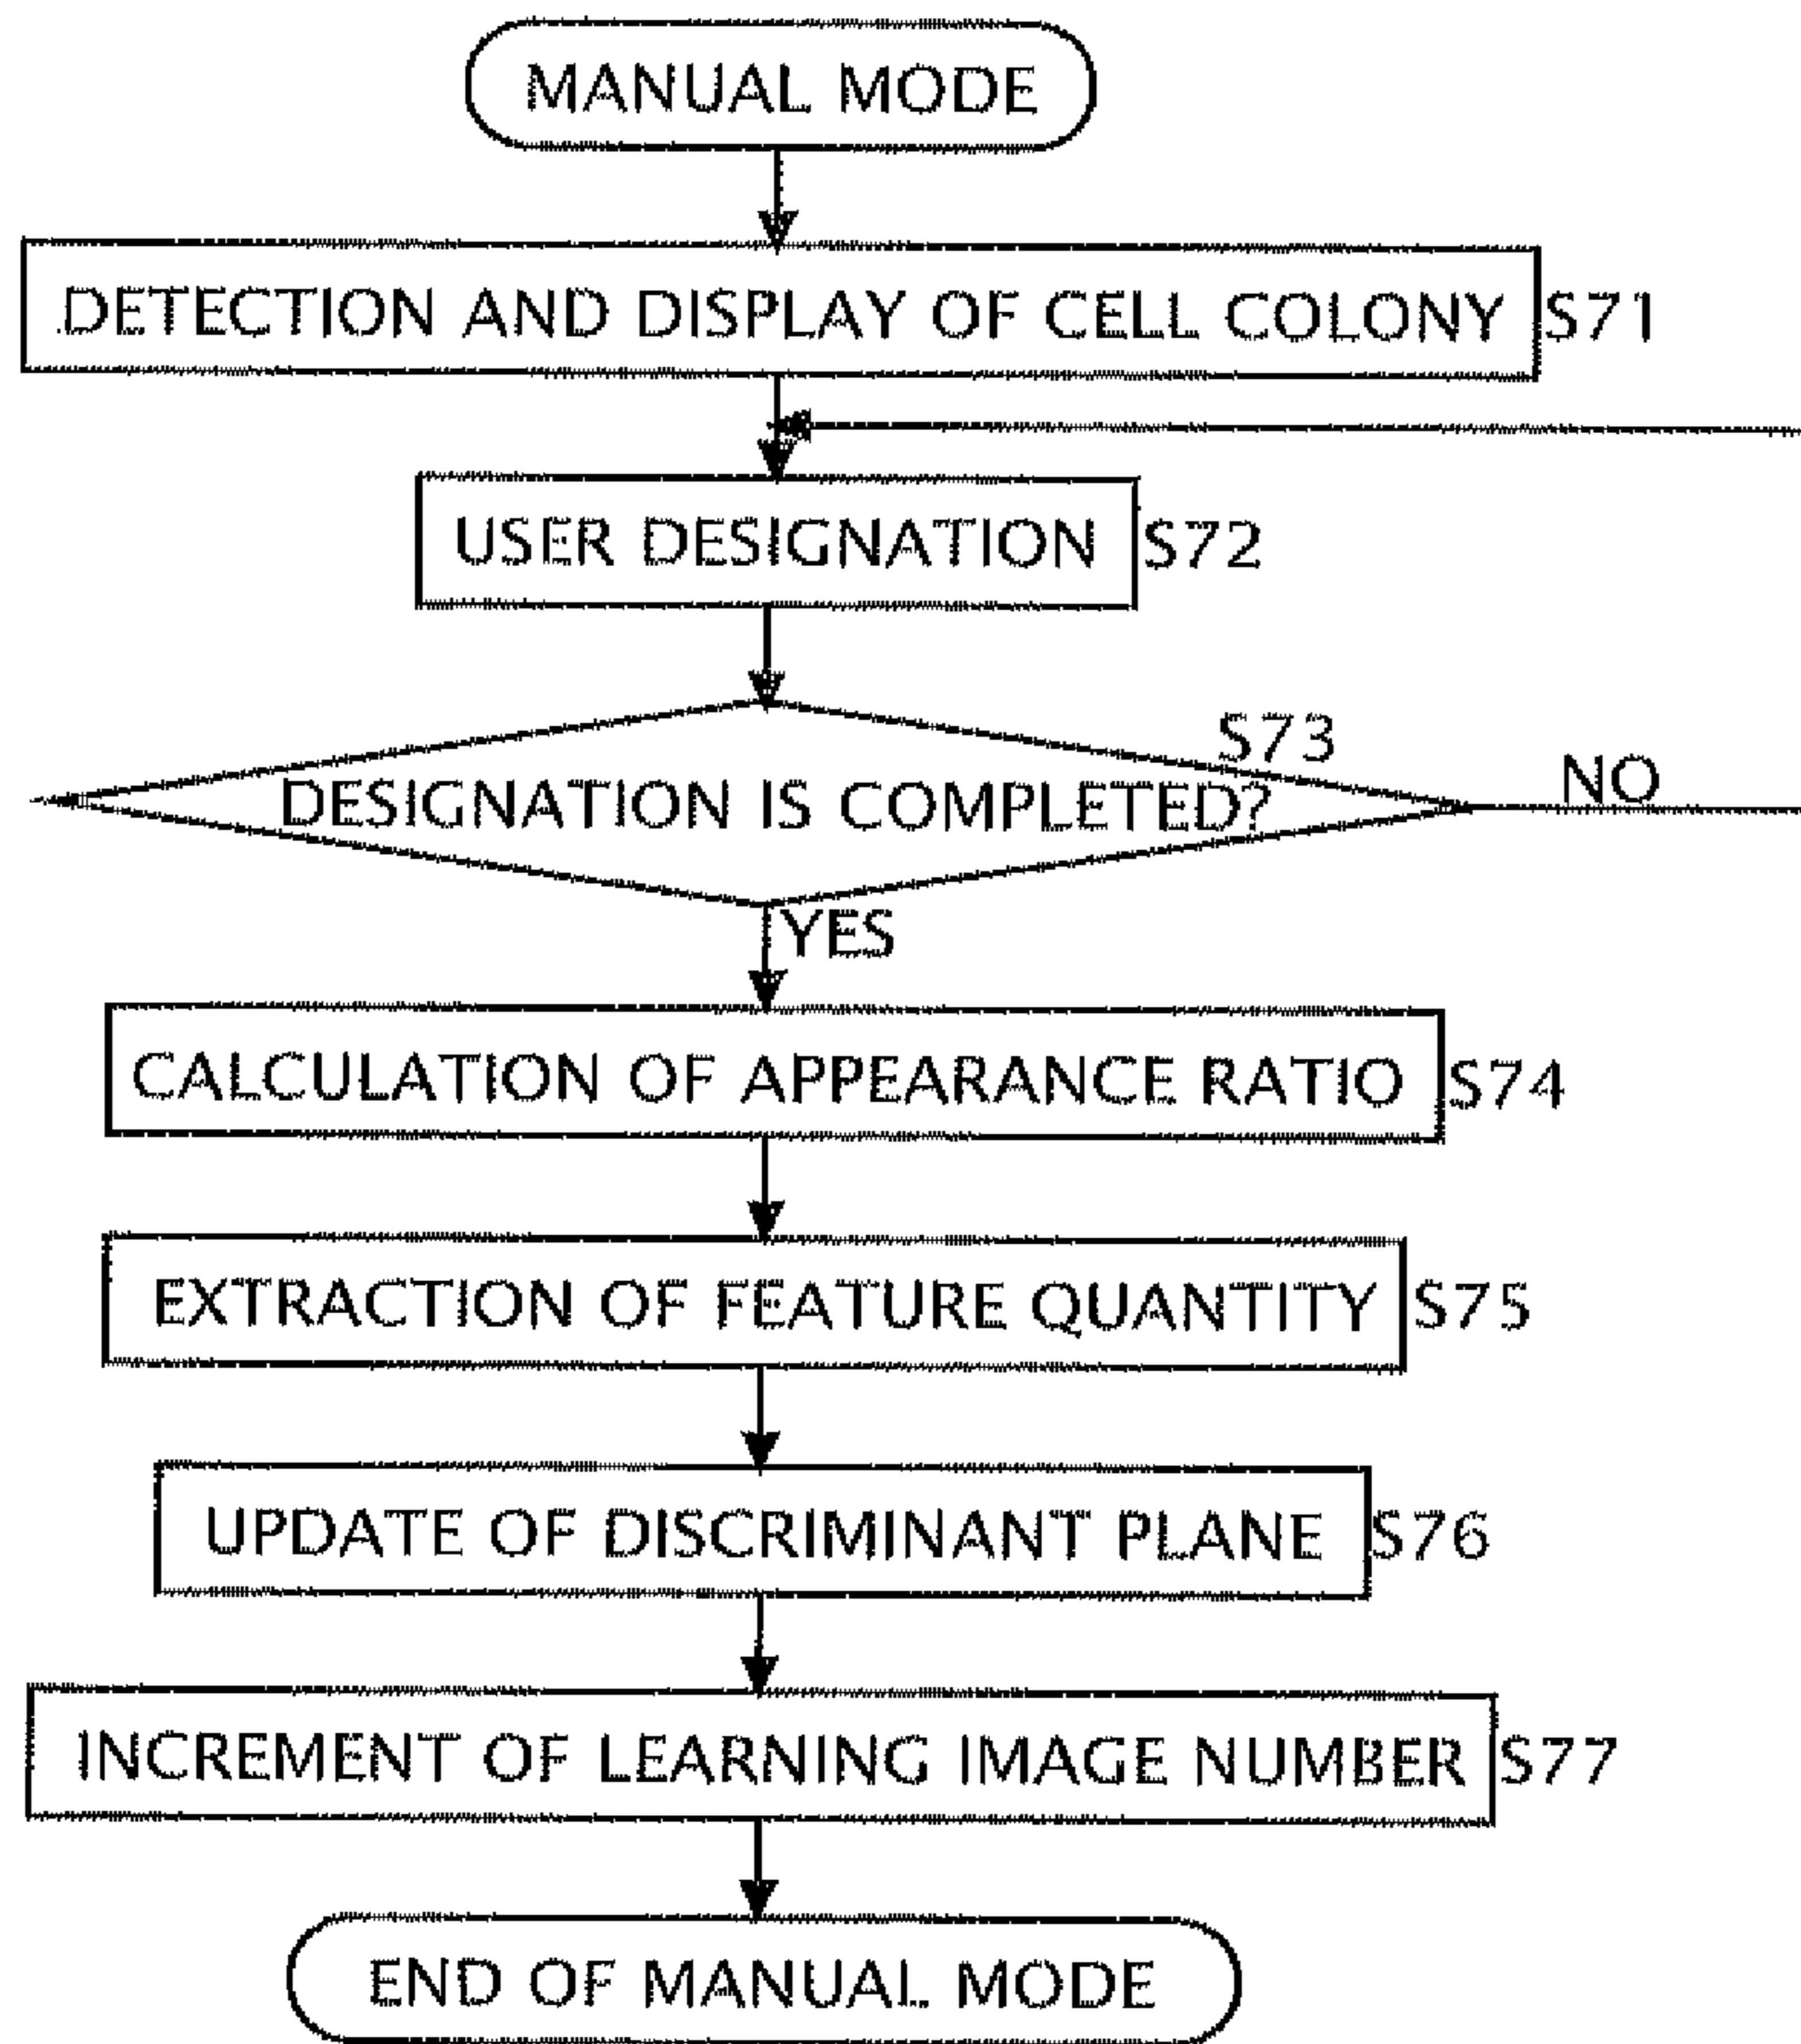 MANUAL MODE
DETECTION AND DISPLAY OF CELL COLONY S71
USER DESIGNATION S72
S73
DESIGNATION IS COMPLETED? NO
YES
CALCULATION OF APPEARANCE RATIO S74
EXTRACTION OF FEATURE QUANTITY S75
UPDATE OF DISCRIMINANT PLANE S76
INCREMENT OF LEARNING IMAGE NUMBER S77
END OF MANUAL MODE